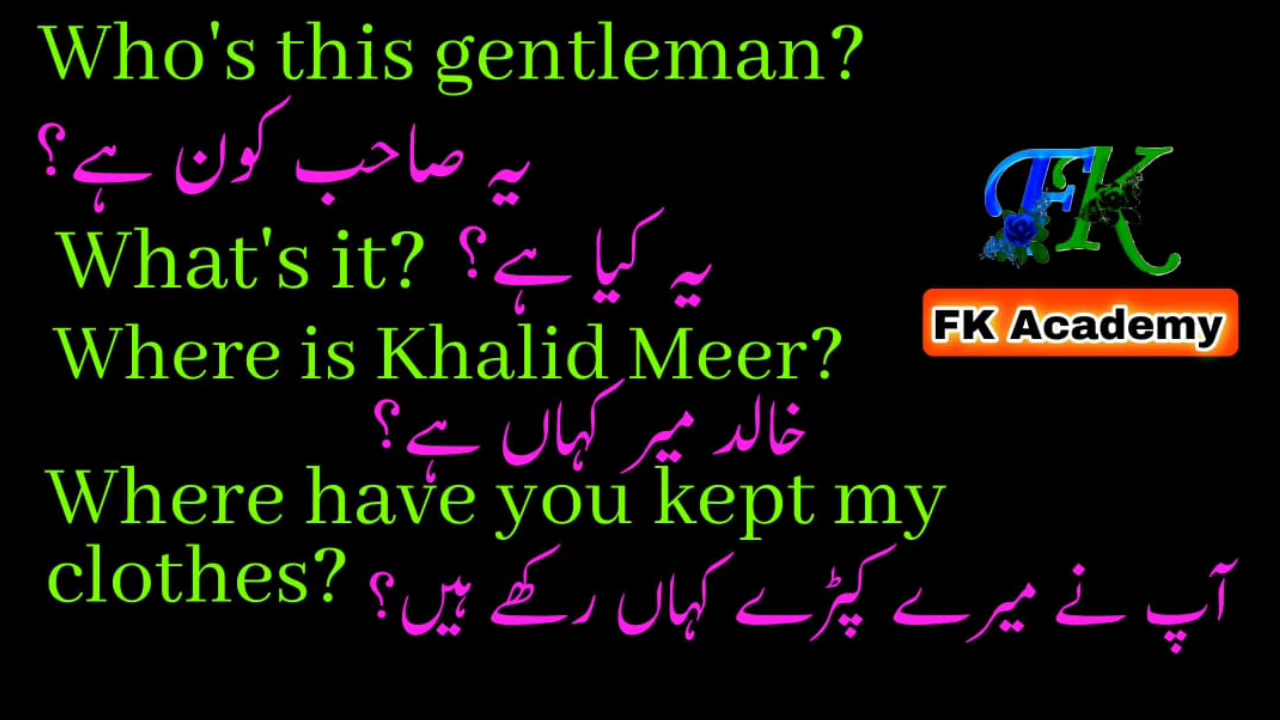 Who's this gentleman?
یہ صاحب کون ہے؟
What's it? یہ کیا ہے؟
Where is Khalid Meer?
خالد میر کہاں ہے؟
Where have you kept my
clothes? آپ نے میرے کپڑے کہاں رکھے ہیں؟
FK
FK Academy